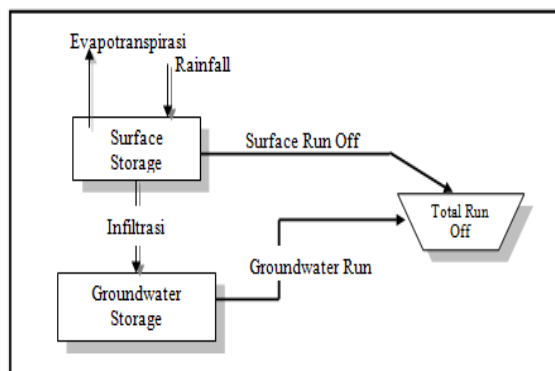 Evapotranspirasi
Rainfall
Surface
Storage
Surface Run Off
Total Run
Off
Infiltrasi
Groundwater Run
Groundwater
Storage